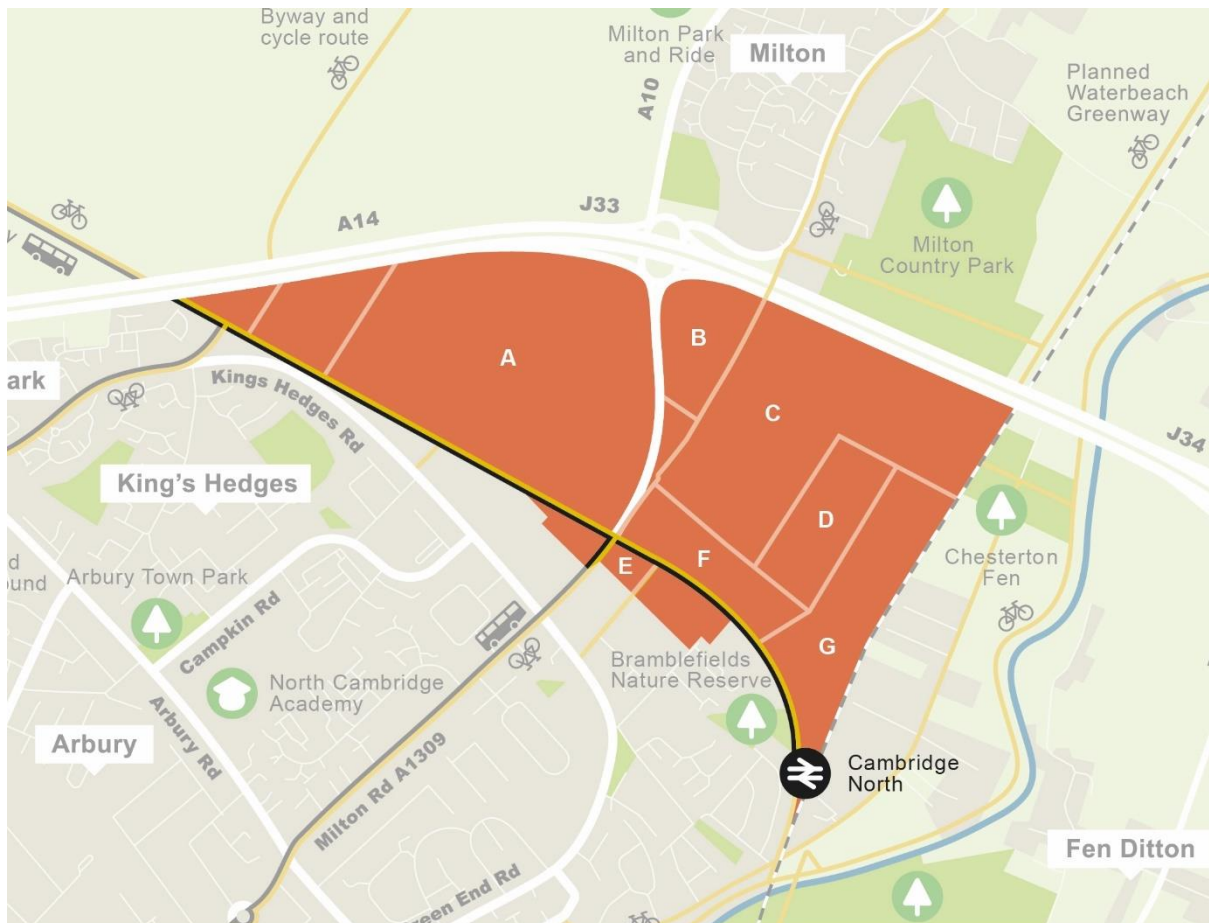 Byway and
cycle route
Milton Park
and Ride
Milton
A10
Planned
Waterbeach
Greenway
J33
A14
Milton
Country Park
B
A
ark
Kings Hedges Rd
C
J34
King's Hedges
D
Chesterton
Fen
F
E
Arbury Town Park
Campkin Rd
G
Bramblefields
Nature Reserve
North Cambridge
Academy
Arbury Rd
Arbury
Milton Rd A1309
Cambridge
North
Fen Ditton
reen End Rd